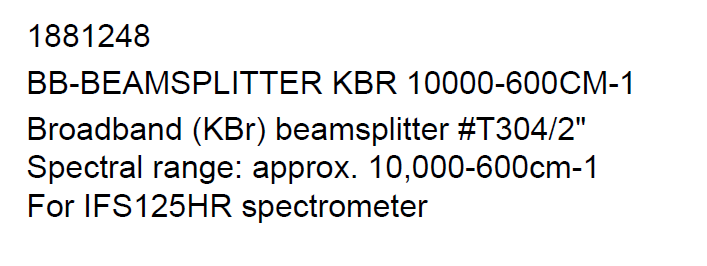 1881248
BB-BEAMSPLITTER KBR 10000-600CM-1
Broadband (KBr) beamsplitter #T304/2"
Spectral range: approx. 10,000-600cm-1
For IFS125HR spectrometer